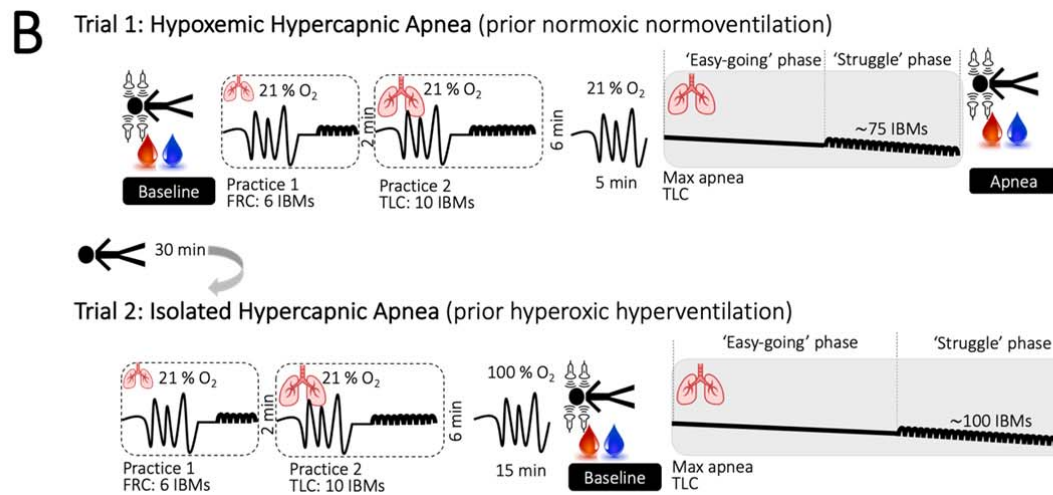 B
Trial 1: Hypoxemic Hypercapnic Apnea (prior normoxic normoventilation)
'Easy-going' phase 'Struggle' phase
21 % O₂ 21 % O₂ 21 % O₂
2 min
6 min
~75 IBMs
Baseline
Practice 1
FRC: 6 IBMs
Practice 2
TLC: 10 IBMs
5 min
Max apnea
TLC
Apnea
30 min
Trial 2: Isolated Hypercapnic Apnea (prior hyperoxic hyperventilation)
'Easy-going' phase 'Struggle' phase
21 % O₂ 21 % O₂ 100 % O₂
2 min
6 min
~100 IBMs
Practice 1
FRC: 6 IBMs
Practice 2
TLC: 10 IBMs
15 min
Baseline
Max apnea
TLC